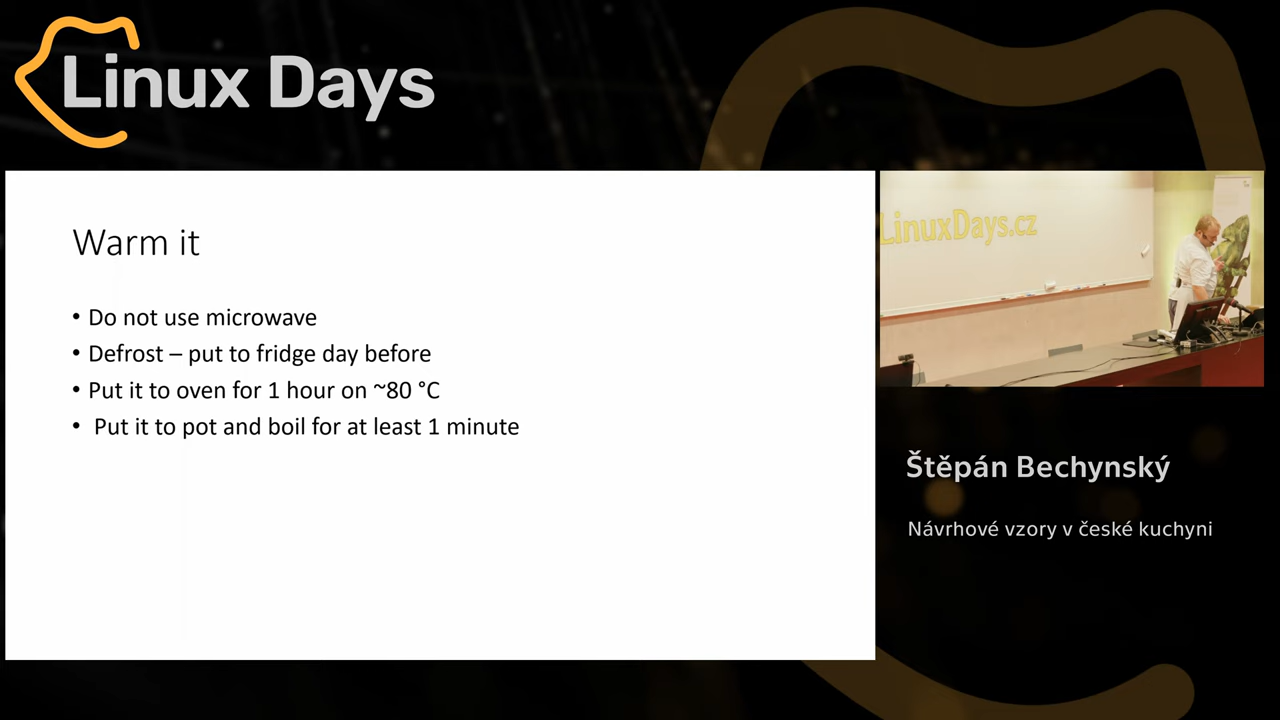 Linux Days
Warm it
• Do not use microwave
• Defrost – put to fridge day before
• Put it to oven for 1 hour on ~80 °C
• Put it to pot and boil for at least 1 minute
LinuxDays.cz
Štěpán Bechynský
Návrhové vzory v české kuchyni